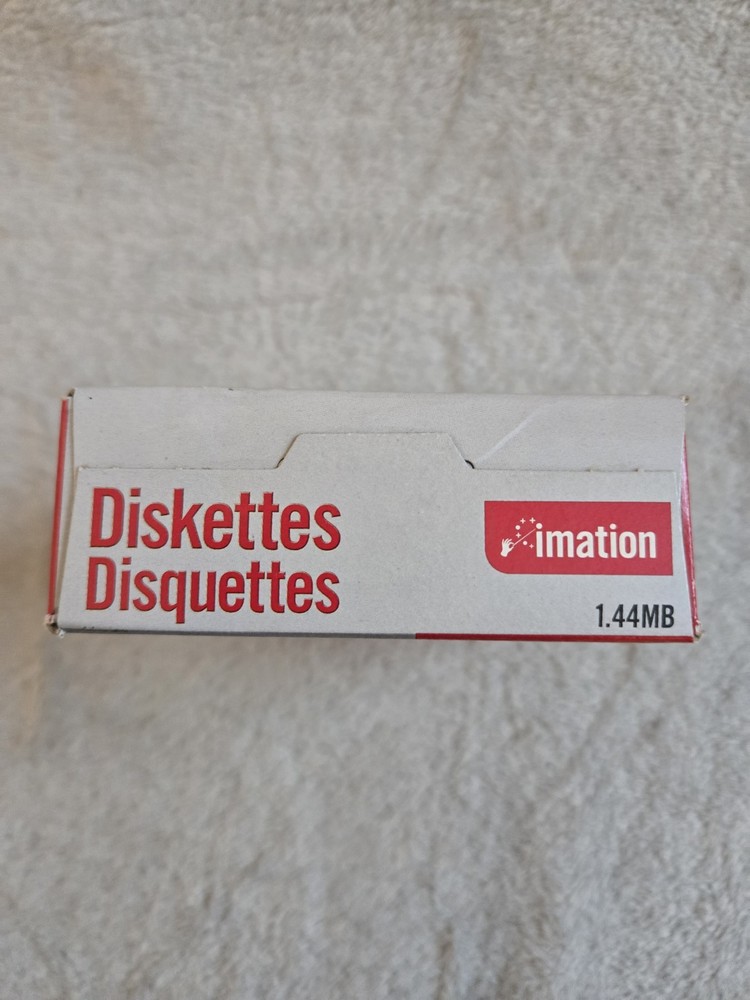 Diskettes
Disquettes
imation
1.44MB